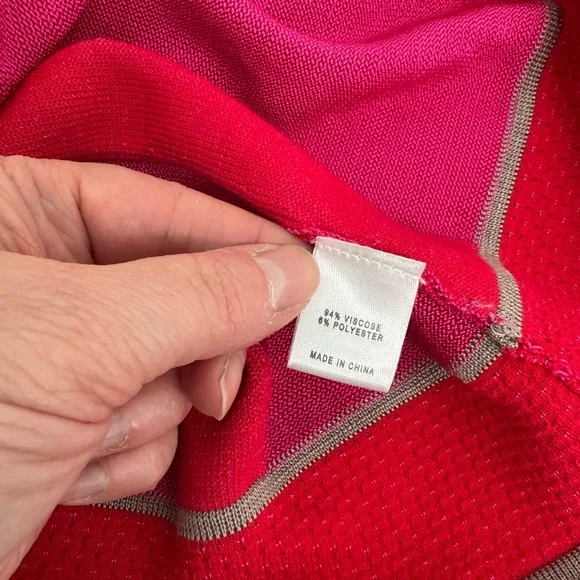 94% VISCOSE
6% POLYESTER
MADE IN CHINA